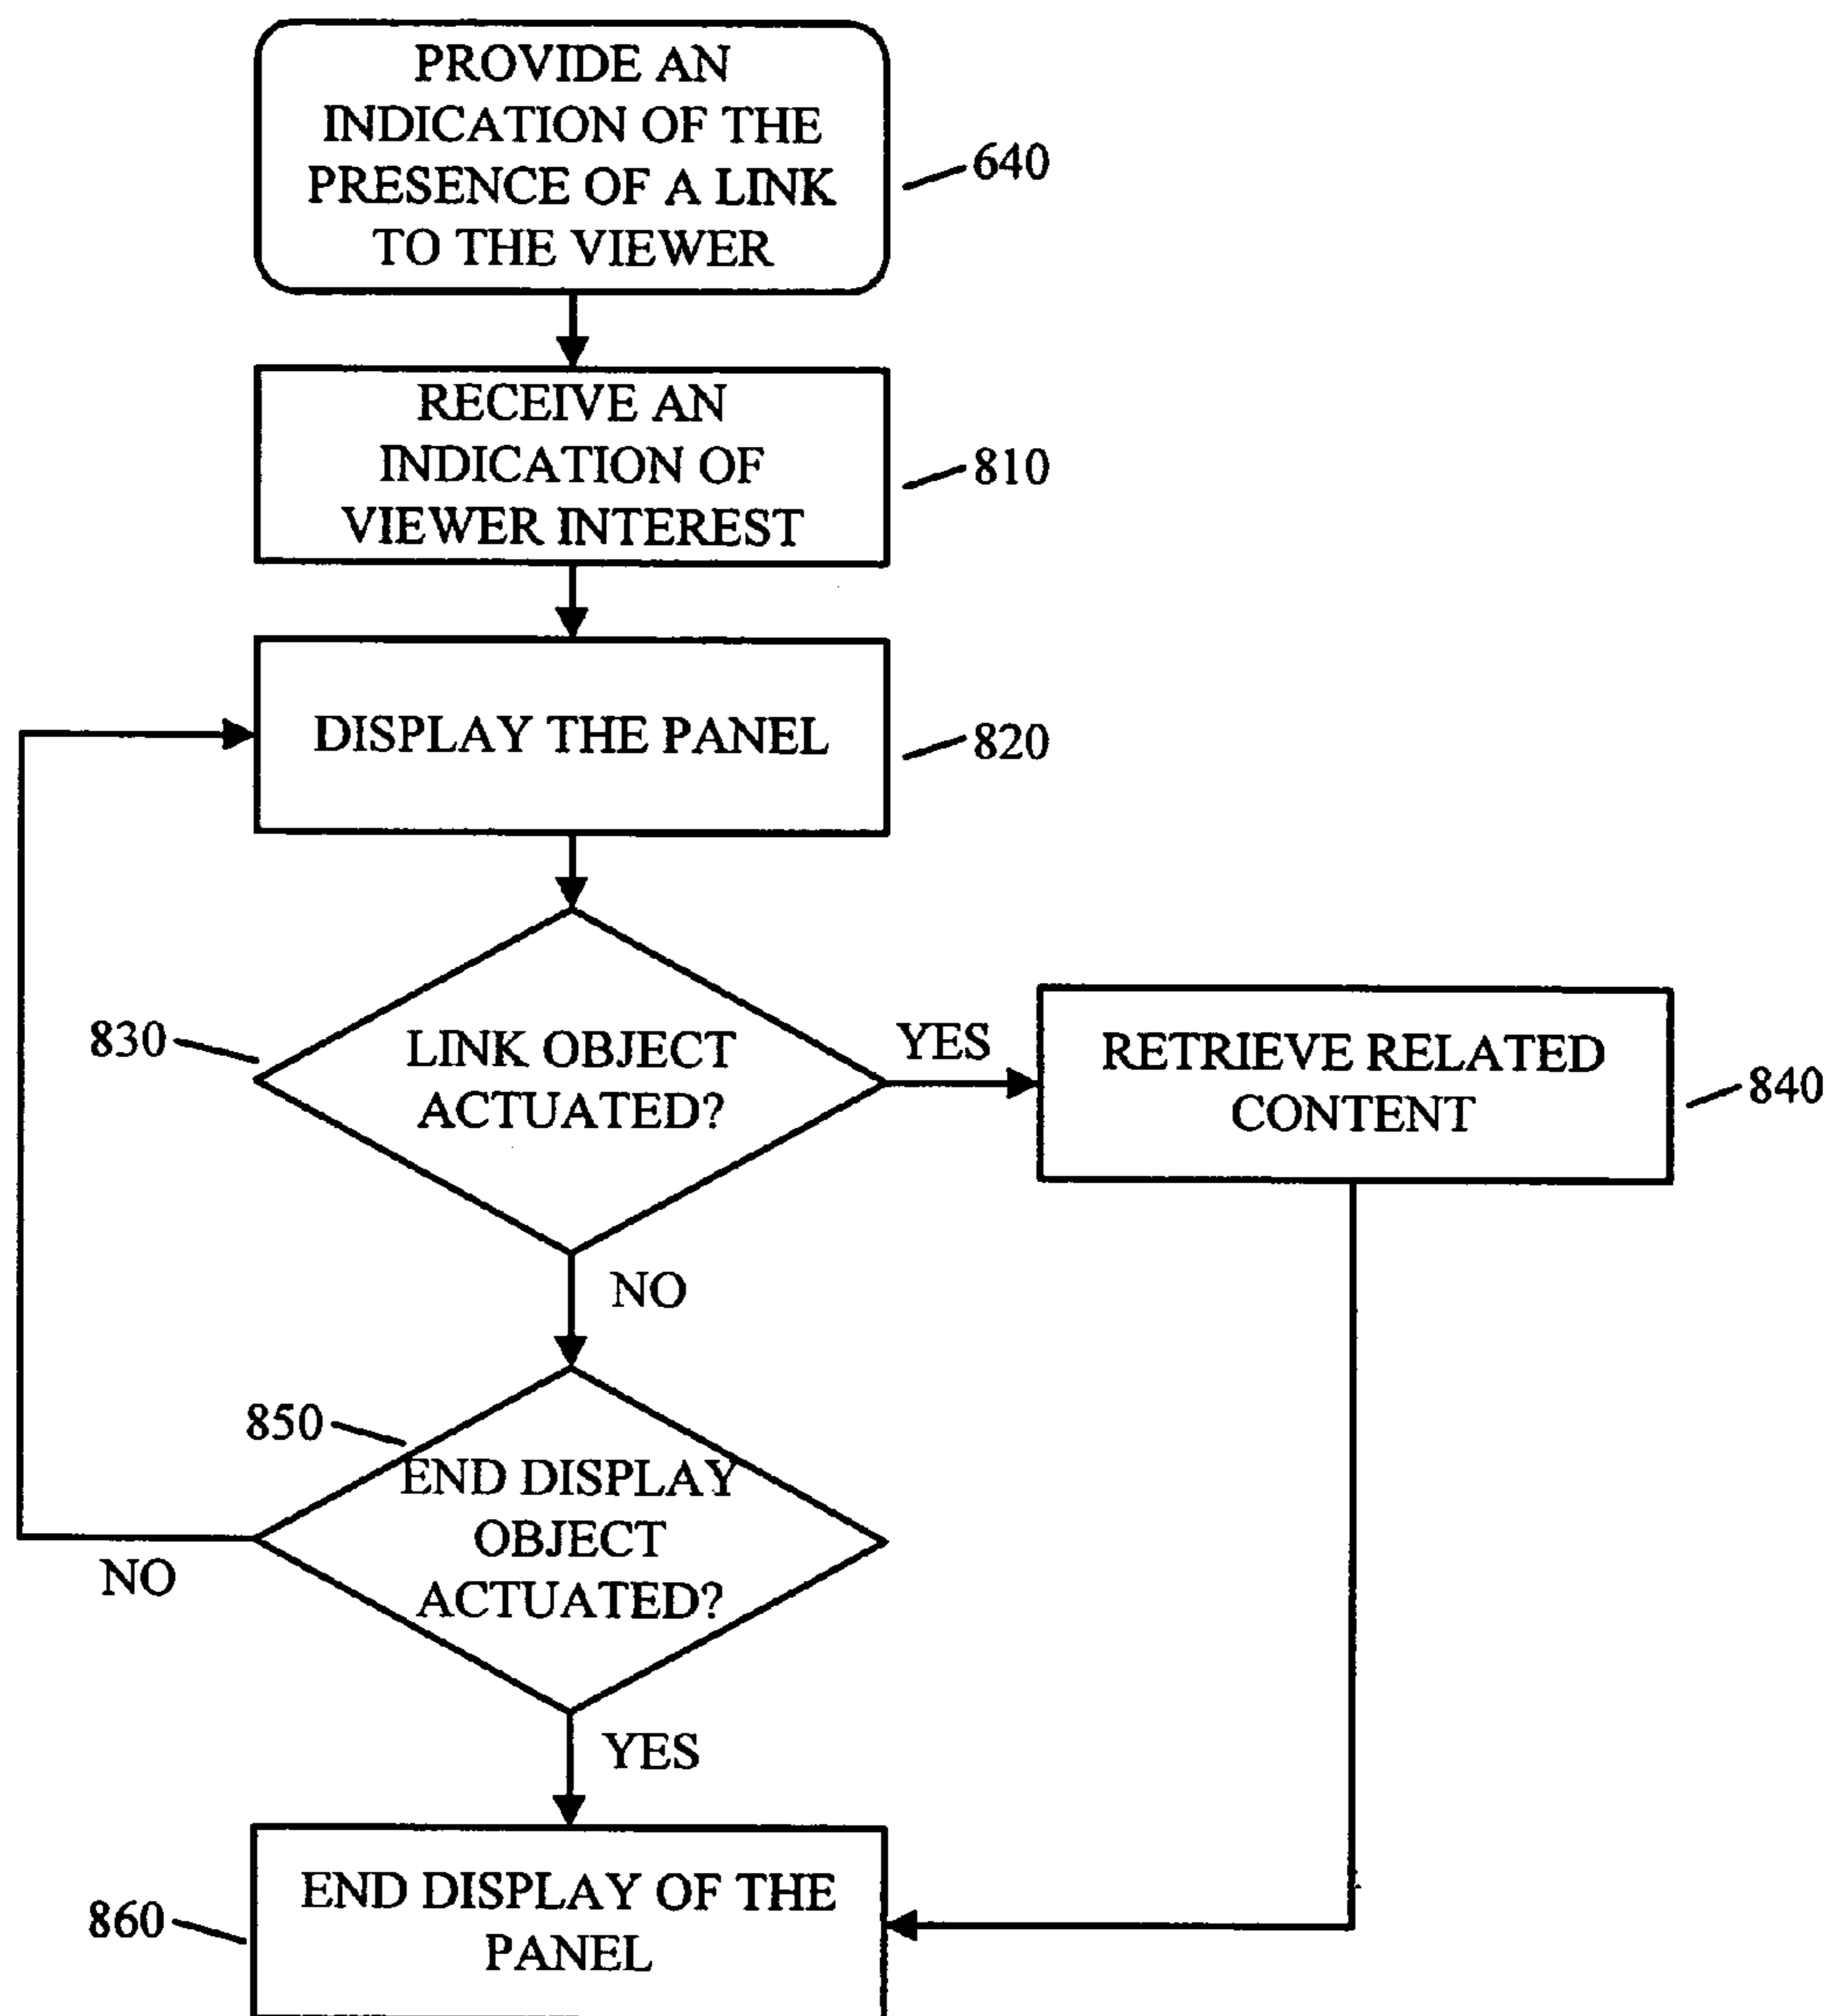 PROVIDE AN
INDICATION OF THE
PRESENCE OF A LINK
TO THE VIEWER
640
RECEIVE AN
INDICATION OF
VIEWER INTEREST
810
DISPLAY THE PANEL
820
830
LINK OBJECT
ACTUATED?
YES
RETRIEVE RELATED
CONTENT
840
NO
850
END DISPLAY
OBJECT
ACTUATED?
NO
YES
860
END DISPLAY OF THE
PANEL